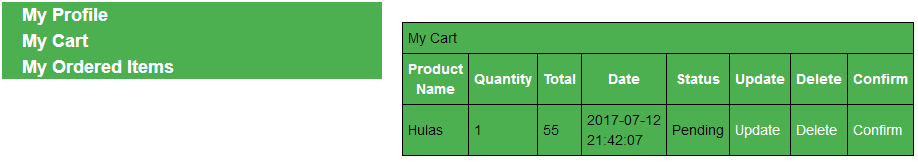 My Profile
My Cart
My Ordered Items
My Cart
Product Name Quantity Total Date Status Update Delete Confirm
Hulas 1 55 2017-07-12 21:42:07 Pending Update Delete Confirm